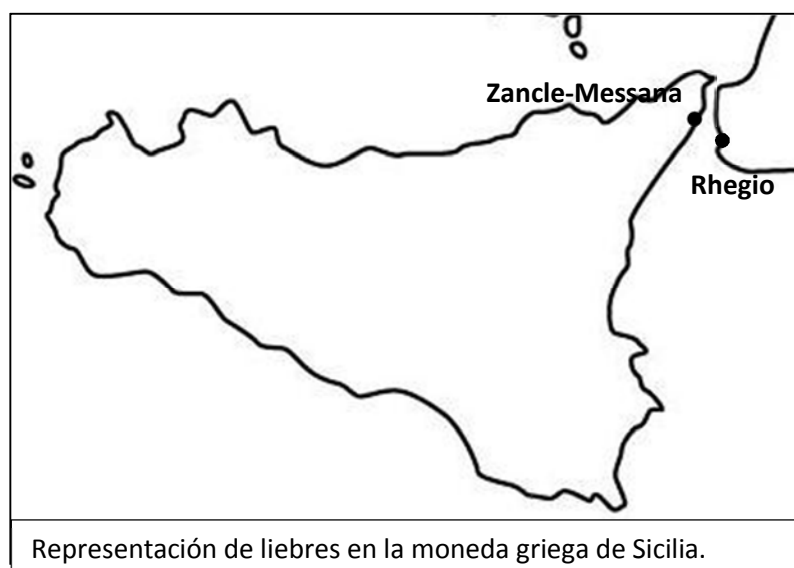 Zancle-Messana
Rhegio
Representación de liebres en la moneda griega de Sicilia.